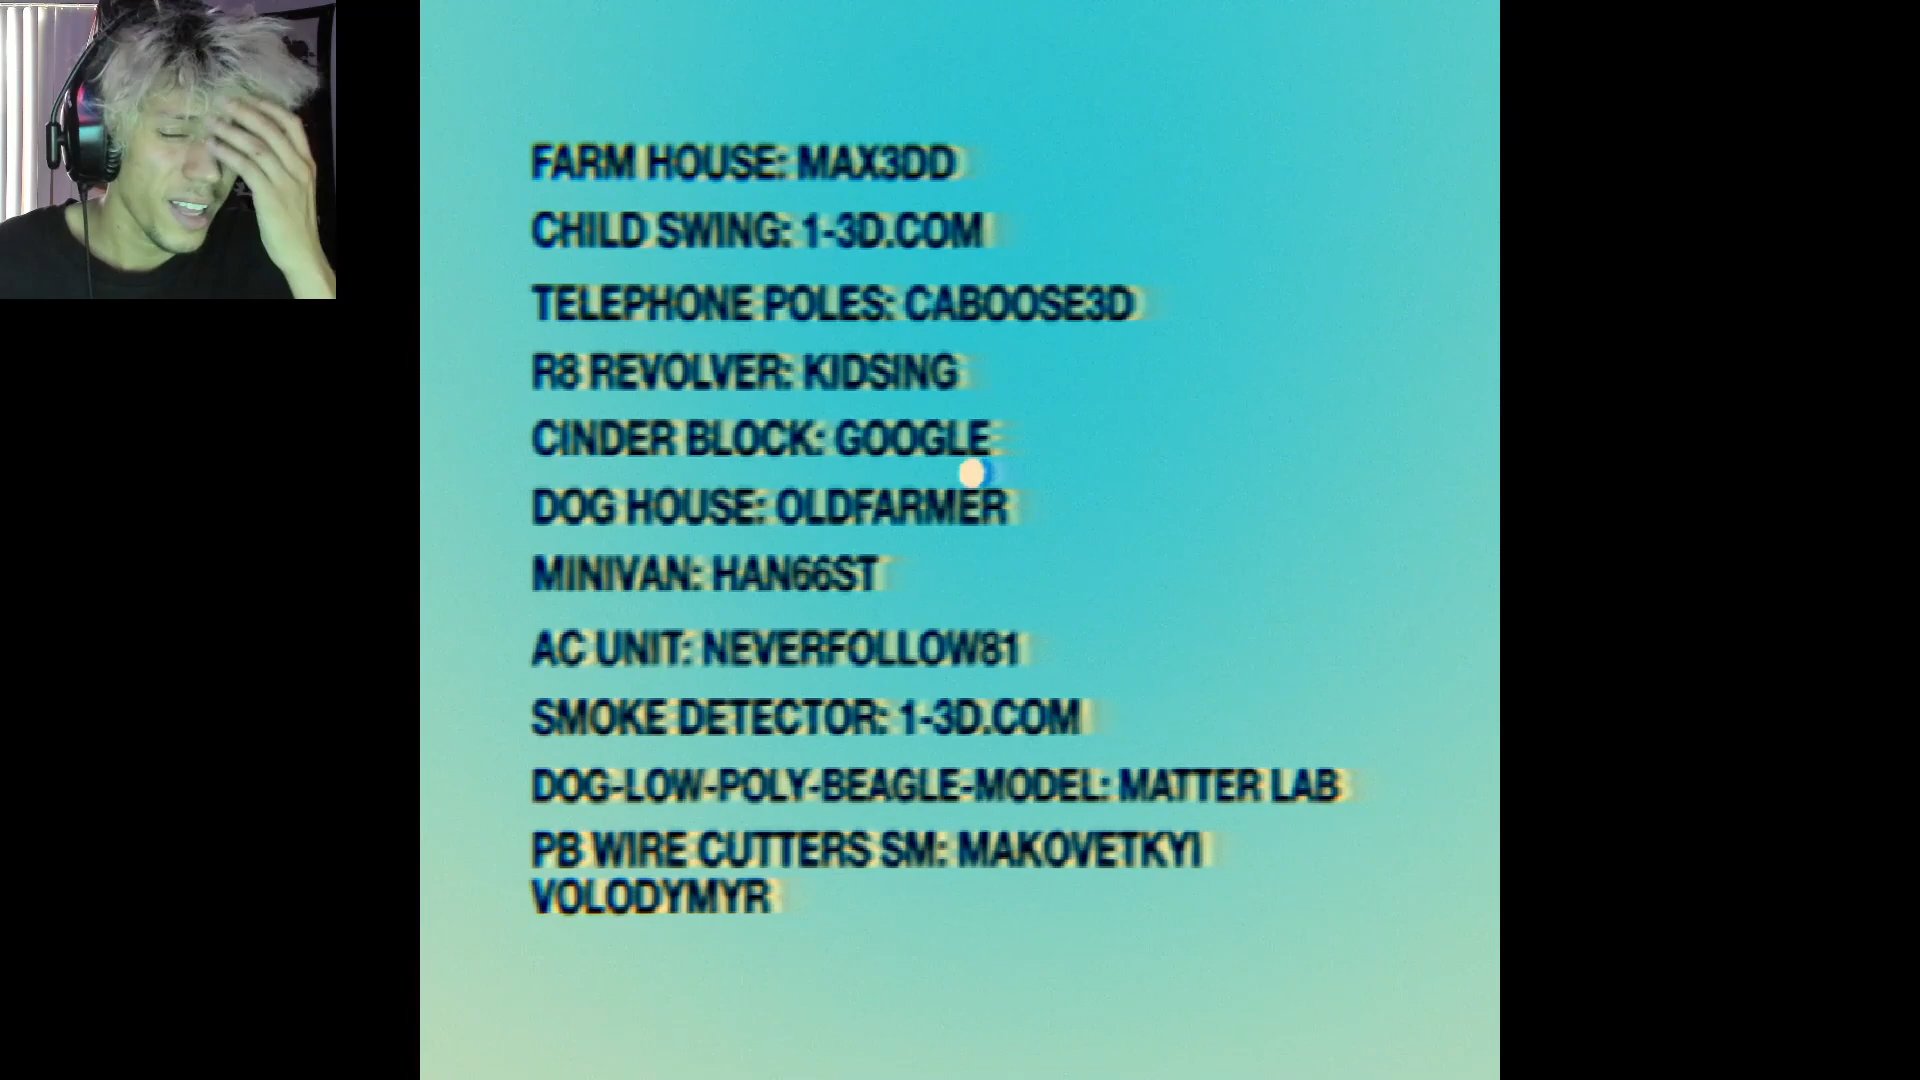 FARM HOUSE: MAX3DD
CHILD SWING: 1-3D.COM
TELEPHONE POLES: CABOOSE3D
R8 REVOLVER: KIDSING
CINDER BLOCK: GOOGLE
DOG HOUSE: OLDFARMER
MINIVAN: HAN66ST
AC UNIT: NEVERFOLLOW81
SMOKE DETECTOR: 1-3D.COM
DOG-LOW-POLY-BEAGLE-MODEL: MATTER LAB
PB WIRE CUTTERS SM: MAKOVETKYI
VOLODYMYR